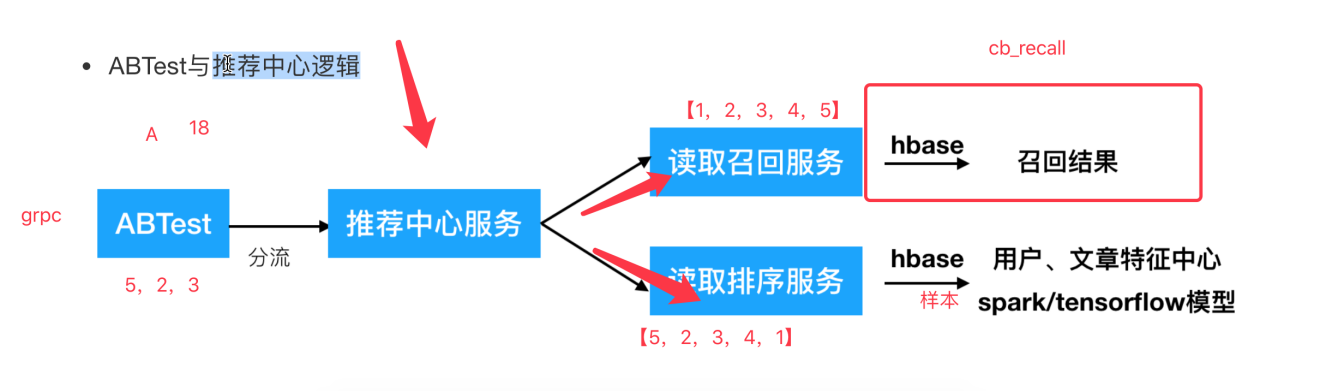 cb_recall
• ABTest与推荐中心逻辑
A 18
【1，2，3，4，5】
hbase
读取召回服务
召回结果
grpc
ABTest
分流
推荐中心服务
5，2，3
hbase 用户、文章特征中心
读取排序服务
样本 spark/tensorflow模型
【5，2，3，4，1】